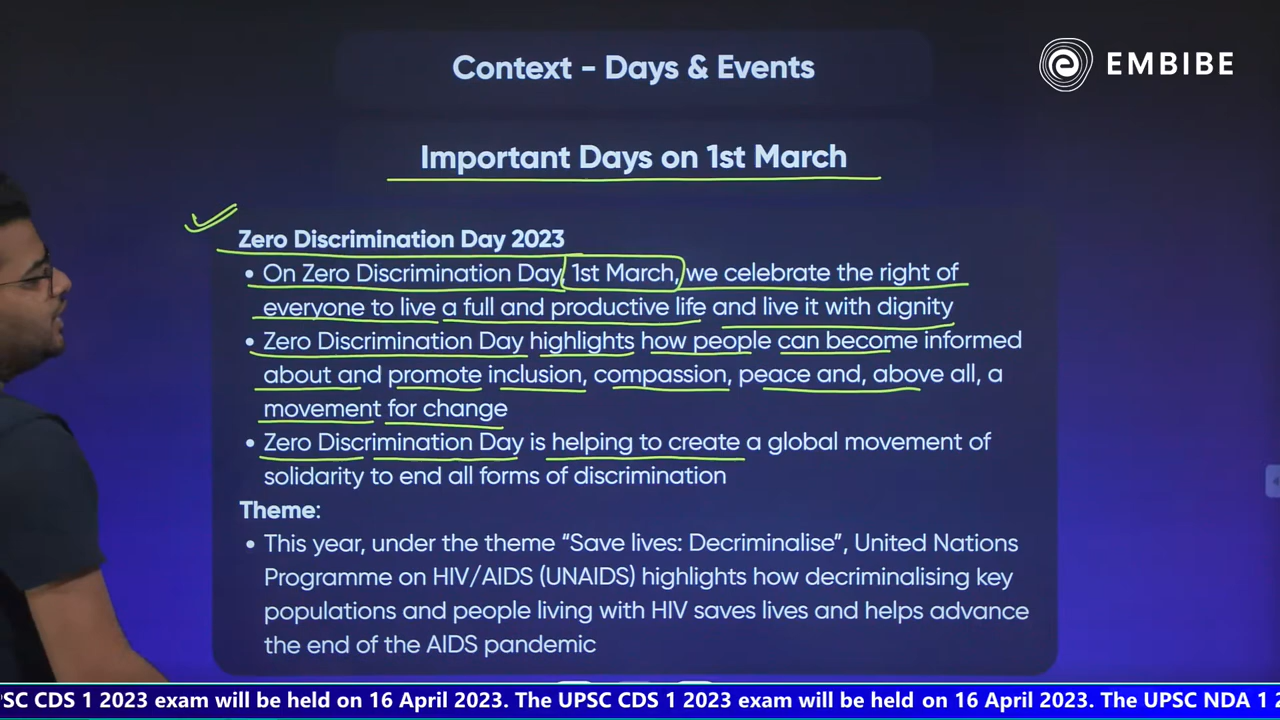 Context - Days & Events
EMBIBE
Important Days on 1st March
Zero Discrimination Day 2023
• On Zero Discrimination Day, 1st March, we celebrate the right of
everyone to live a full and productive life and live it with dignity
• Zero Discrimination Day highlights how people can become informed
about and promote inclusion, compassion, peace and, above all, a
movement for change
• Zero Discrimination Day is helping to create a global movement of
solidarity to end all forms of discrimination
Theme:
• This year, under the theme “Save lives: Decriminalise”, United Nations
Programme on HIV/AIDS (UNAIDS) highlights how decriminalising key
populations and people living with HIV saves lives and helps advance
the end of the AIDS pandemic
PSC CDS 1 2023 exam will be held on 16 April 2023. The UPSC CDS 1 2023 exam will be held on 16 April 2023. The UPSC NDA 1 2